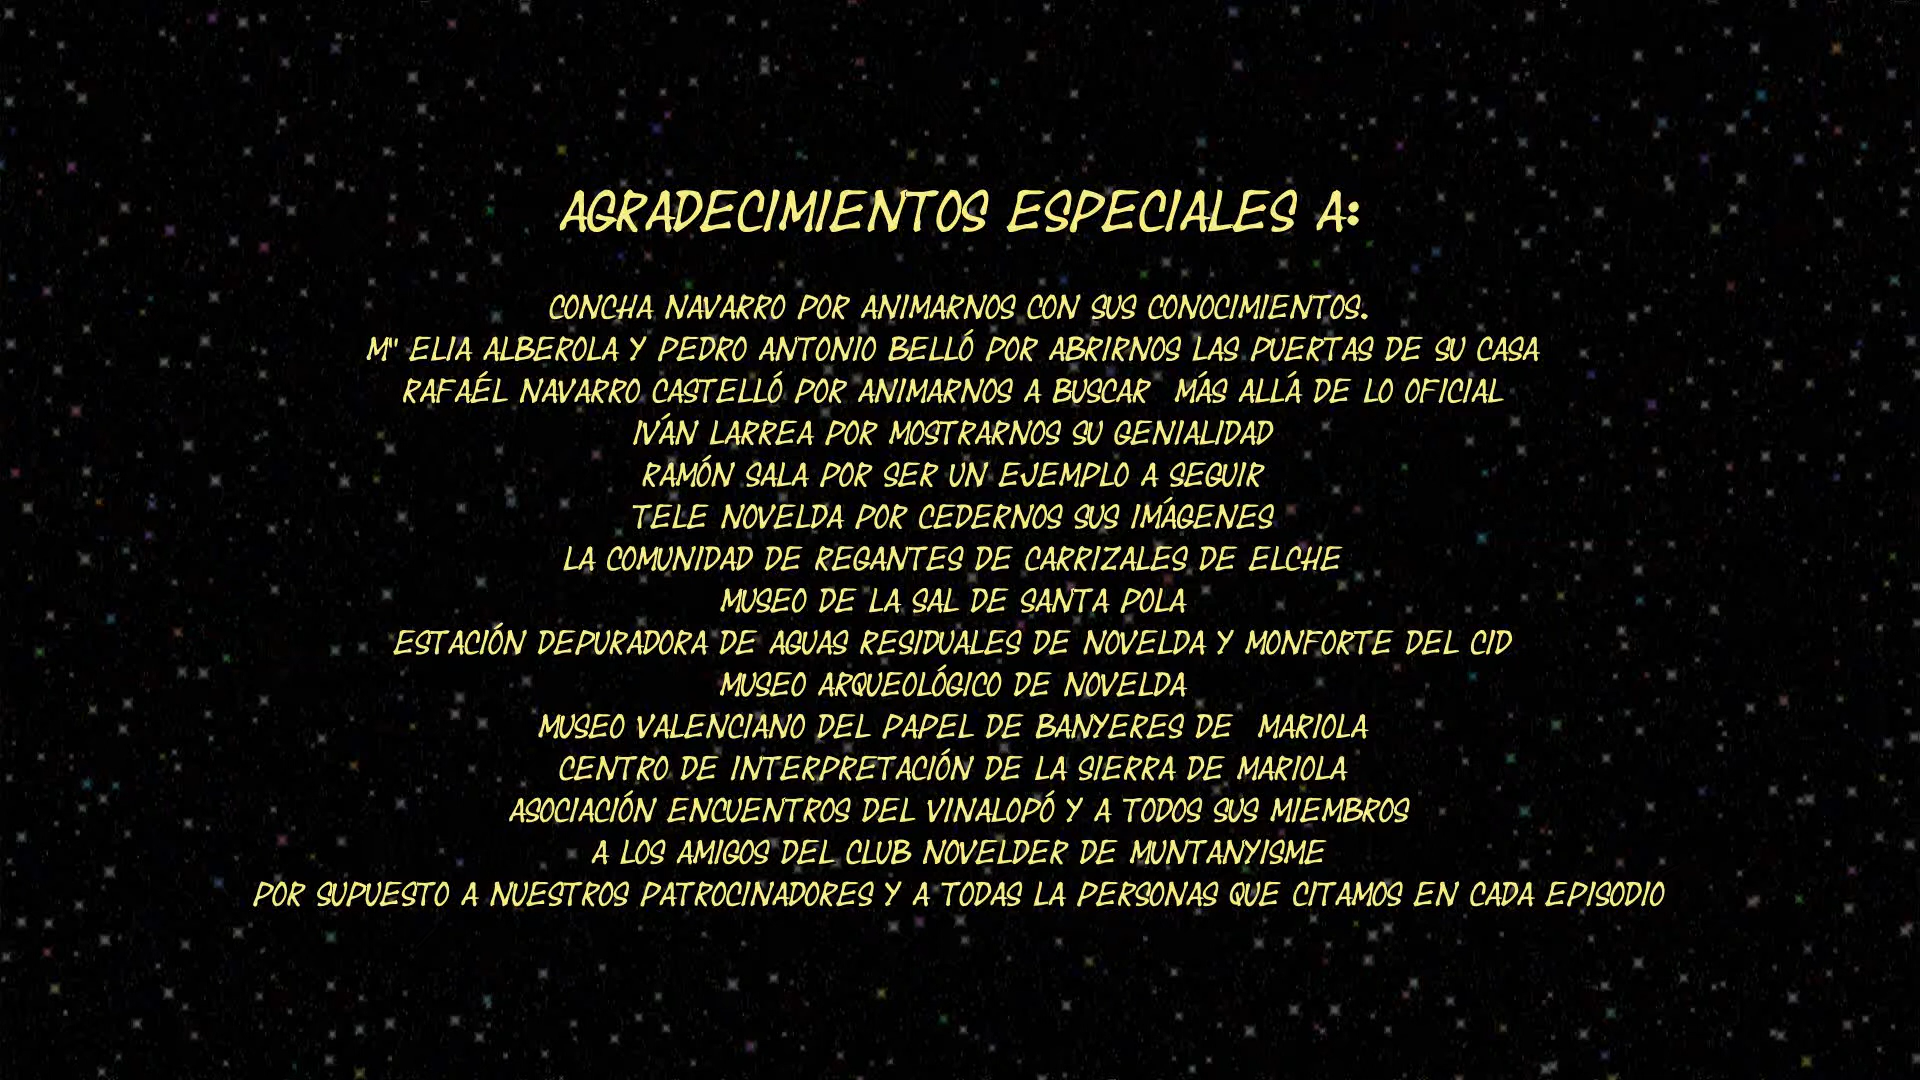 AGRADECIMIENTOS ESPECIALES A:
CONCHA NAVARRO POR ANIMARNOS CON SUS CONOCIMIENTOS.
M" ELIA ALBEROLA Y PEDRO ANTONIO BELLÓ POR ABRIRNOS LAS PUERTAS DE SU CASA
RAFAÉL NAVARRO CASTELLÓ POR ANIMARNOS A BUSCAR MÁS ALLÁ DE LO OFICIAL
IVÁN LARREA POR MOSTRARNOS SU GENIALIDAD
RAMÓN SALA POR SER UN EJEMPLO A SEGUIR
TELE NOVELDA POR CEDERNOS SUS IMÁGENES
LA COMUNIDAD DE REGANTES DE CARRIZALES DE ELCHE
MUSEO DE LA SAL DE SANTA POLA
ESTACIÓN DEPURADORA DE AGUAS RESIDUALES DE NOVELDA Y MONFORTE DEL CID
MUSEO ARQUEOLÓGICO DE NOVELDA
MUSEO VALENCIANO DEL PAPEL DE BANYERES DE MARIOLA
CENTRO DE INTERPRETACIÓN DE LA SIERRA DE MARIOLA
ASOCIACIÓN ENCUENTROS DEL VINALOPÓ Y A TODOS SUS MIEMBROS
A LOS AMIGOS DEL CLUB NOVELDER DE MUNTANYISME
POR SUPUESTO A NUESTROS PATROCINADORES Y A TODAS LA PERSONAS QUE CITAMOS EN CADA EPISODIO